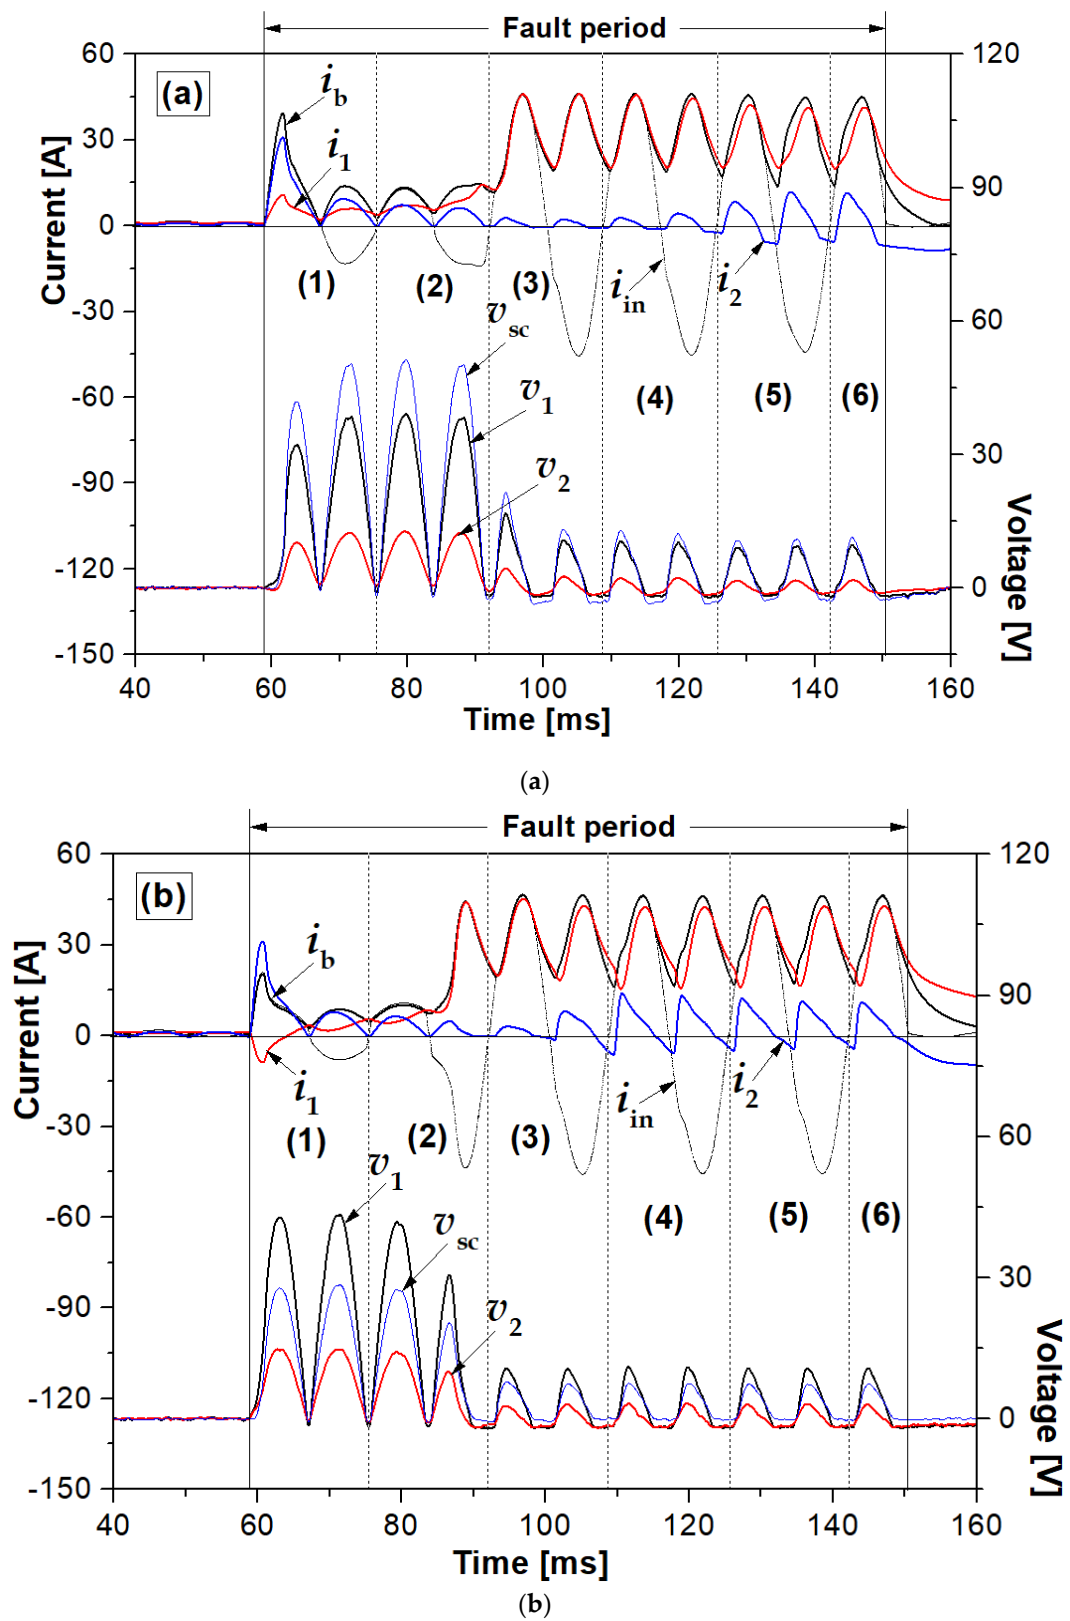 Fault period
60
30
0
-30
-60
-90
-120
-150
120
90
60
30
0
(a)
i_b
i_1
(1)
(2)
(3)
i_in
i_2
v_sc
v_1
(4)
(5)
(6)
v_2
Current [A]
Voltage [V]
40
60
80
100
120
140
160
Time [ms]
(a)
Fault period
60
30
0
-30
-60
-90
-120
-150
120
90
60
30
0
(b)
i_b
i_1
i_in
i_2
(1)
(2)
(3)
v_1
v_sc
(4)
(5)
(6)
v_2
Current [A]
Voltage [V]
40
60
80
100
120
140
160
Time [ms]
(b)